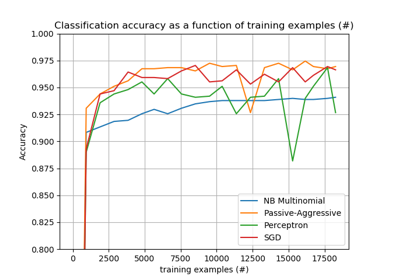 Classification accuracy as a function of training examples (#)
1.000
0.975
0.950
0.925
0.900
0.875
0.850
0.825
0.800
Accuracy
NB Multinomial
Passive-Aggressive
Perceptron
SGD
0 2500 5000 7500 10000 12500 15000 17500
training examples (#)